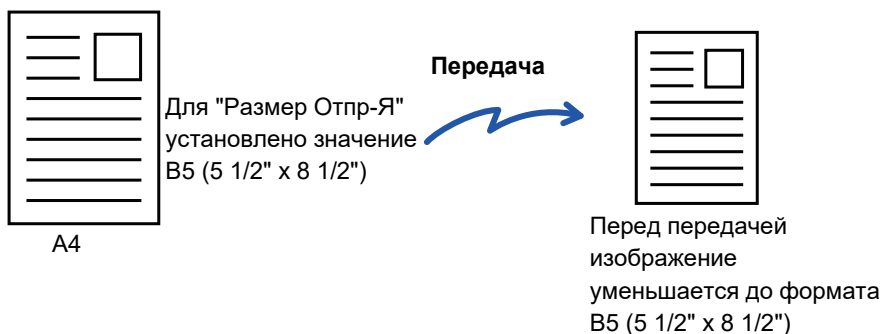 Передача
Для "Размер Отпр-Я"
установлено значение
B5 (5 1/2" x 8 1/2")
A4
Перед передачей
изображение
уменьшается до формата
B5 (5 1/2" x 8 1/2")